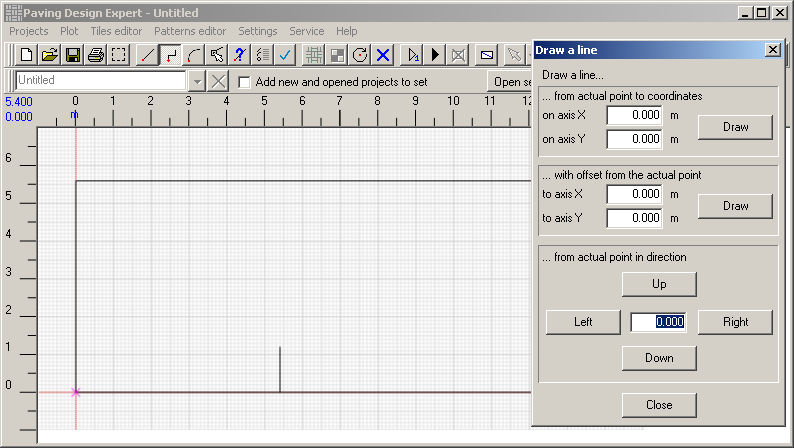 Paving Design Expert - Untitled
Projects Plot Tiles editor Patterns editor Settings Service Help
Untitled Add new and opened projects to set Open se
5.400 0 1 2 3 4 5 6 7 8 9 10 11 12
0.000 m
6
5
4
3
2
1
0
Draw a line
Draw a line...
... from actual point to coordinates
on axis X 0.000 m
Draw
on axis Y 0.000 m
... with offset from the actual point
to axis X 0.000 m
Draw
to axis Y 0.000 m
... from actual point in direction
Up
Left 0.000 Right
Down
Close